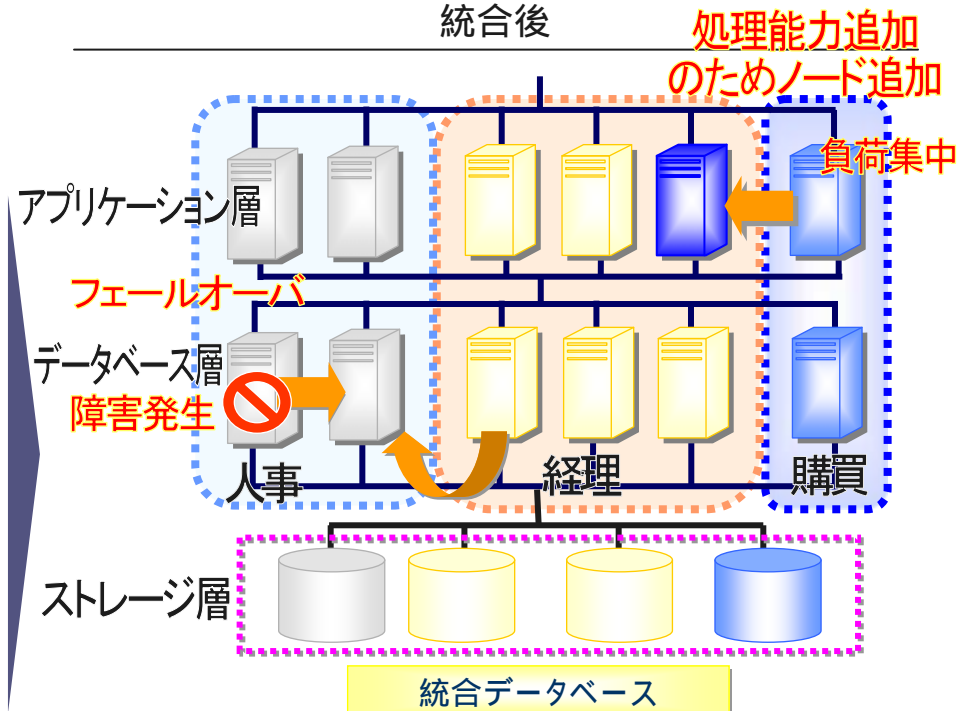 統合後
処理能力追加
のためノード追加
負荷集中
アプリケーション層
フェールオーバ
データベース層
障害発生
人事
経理
購買
ストレージ層
統合データベース